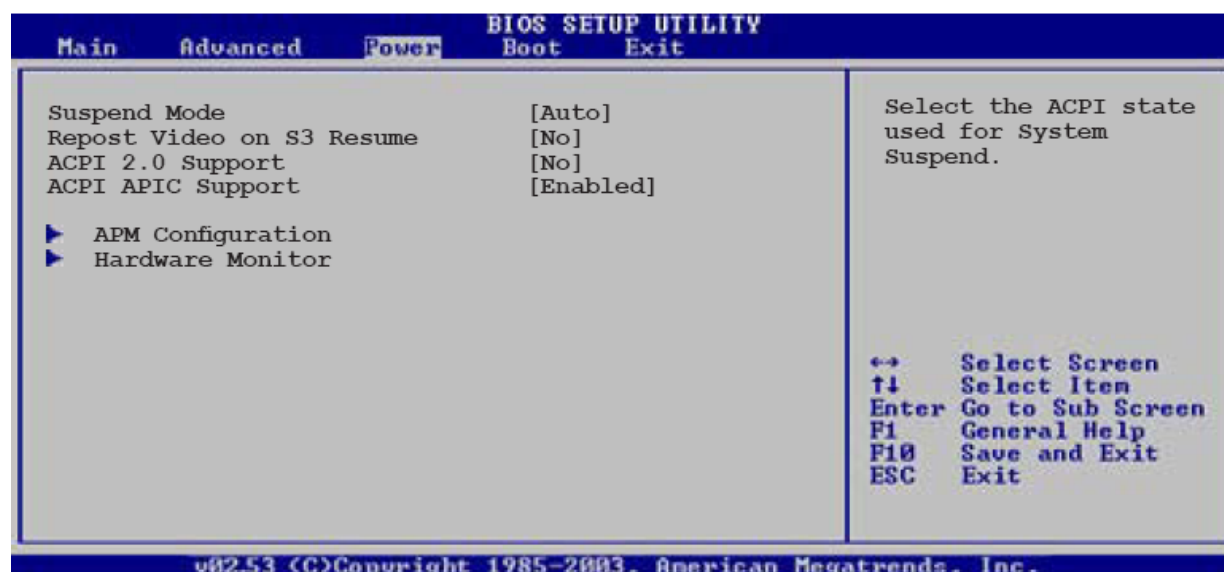 BIOS SETUP UTILITY
Main Advanced Power Boot Exit
Suspend Mode [Auto]
Repost Video on S3 Resume [No]
ACPI 2.0 Support [No]
ACPI APIC Support [Enabled]
APM Configuration
Hardware Monitor
Select the ACPI state
used for System
Suspend.
↔ Select Screen
↑↓ Select Item
Enter Go to Sub Screen
F1 General Help
F10 Save and Exit
ESC Exit
v02.53 (C)Copyright 1985-2003, American Megatrends, Inc.